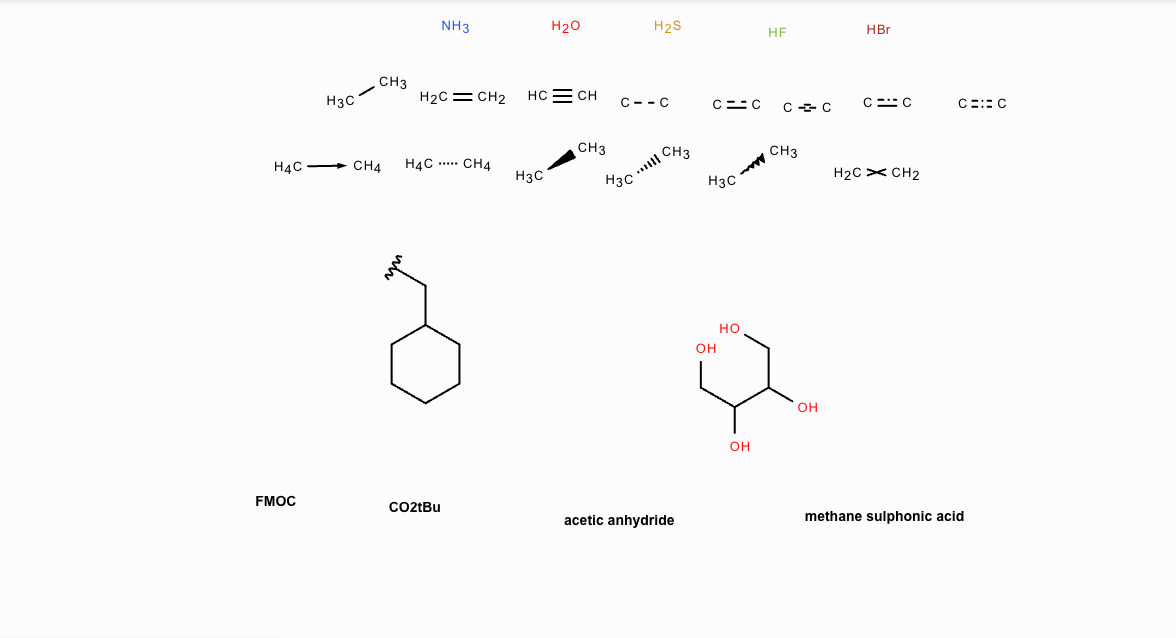 NH3 H2O H2S HF HBr
H3C CH3 H2C CH2 HC CH C C C C C C C C C C
H4C CH4 H4C CH4 H3C CH3 H3C CH3 H3C CH3 H2C CH2
HO
OH
OH
OH
FMOC CO2tBu acetic anhydride methane sulphonic acid